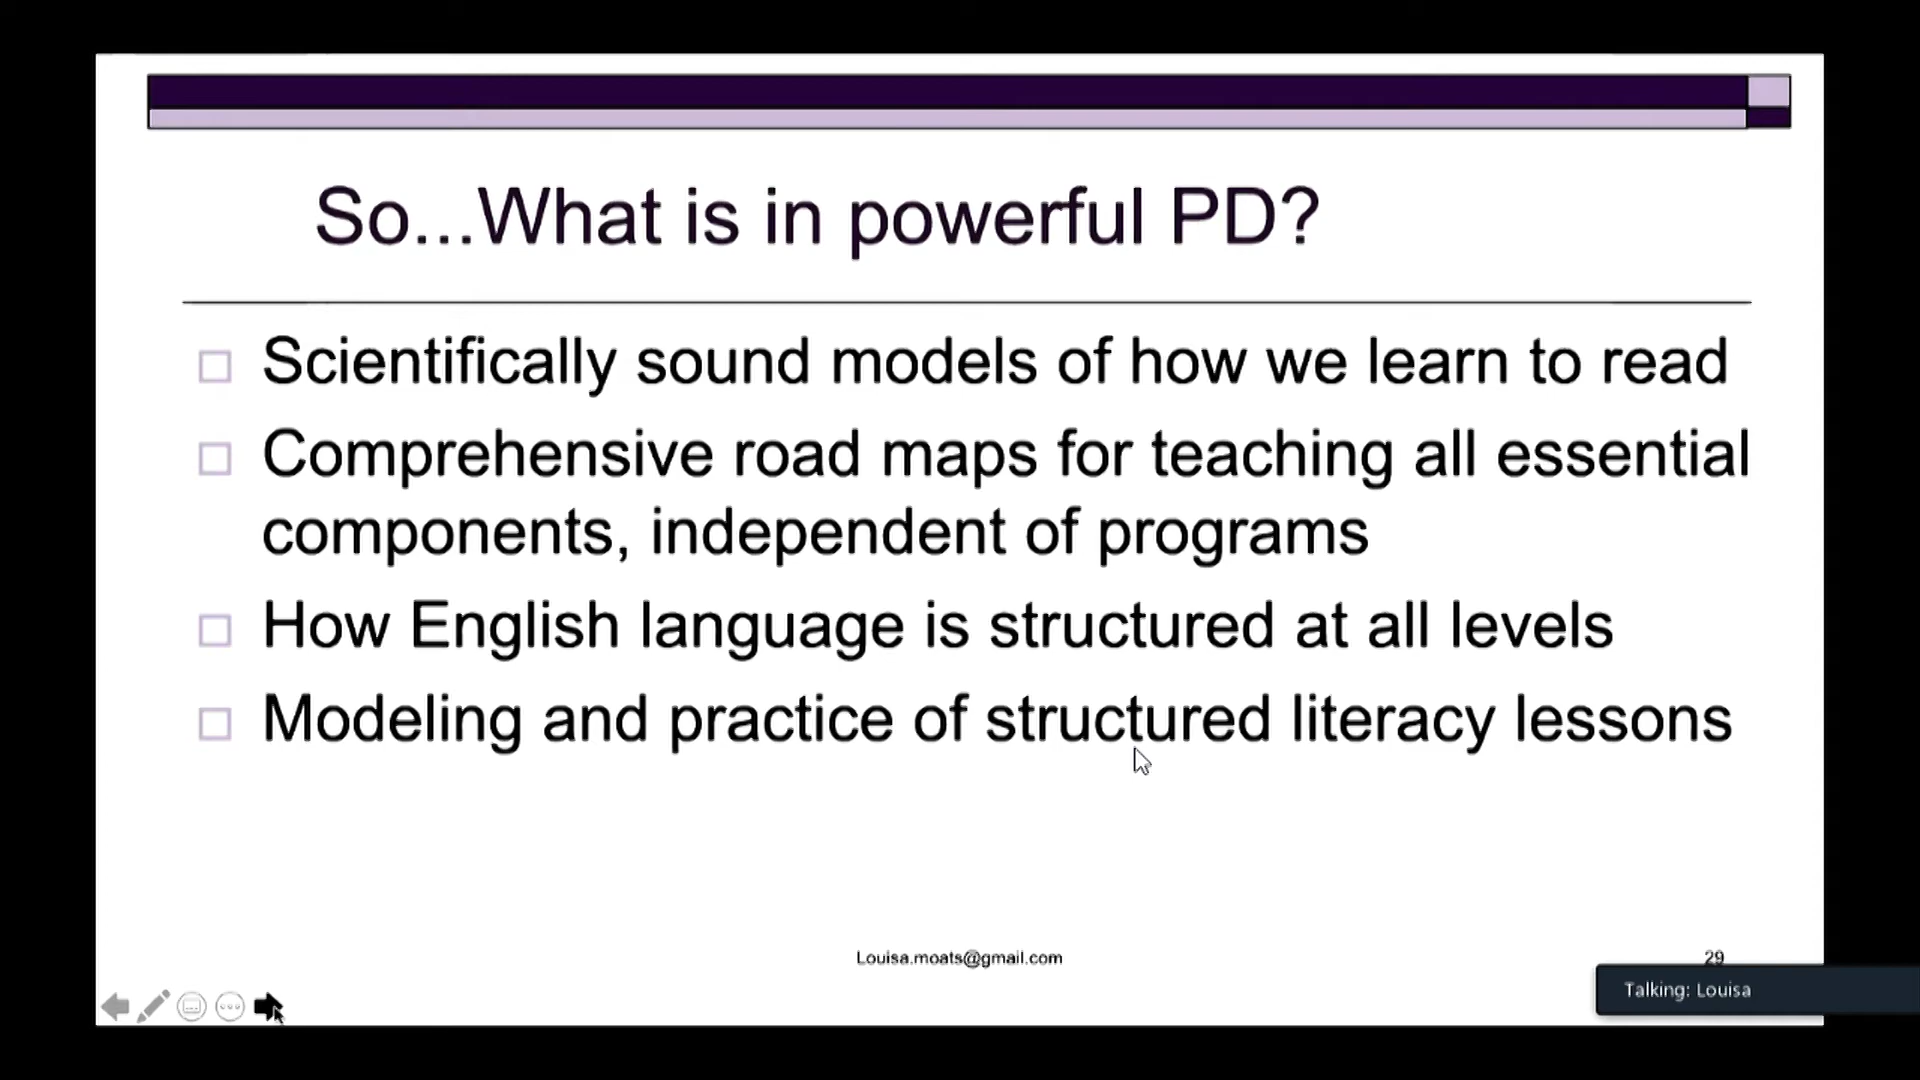 So...What is in powerful PD?
Scientifically sound models of how we learn to read
Comprehensive road maps for teaching all essential
components, independent of programs
How English language is structured at all levels
Modeling and practice of structured literacy lessons
Louisa.moats@gmail.com
29
Talking: Louisa